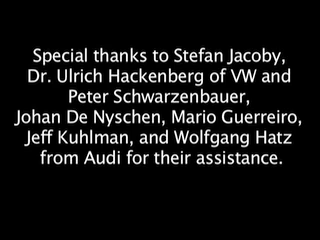 Special thanks to Stefan Jacoby,
Dr. Ulrich Hackenberg of VW and
Peter Schwarzenbauer,
Johan De Nyschen, Mario Guerreiro,
Jeff Kuhlman, and Wolfgang Hatz
from Audi for their assistance.